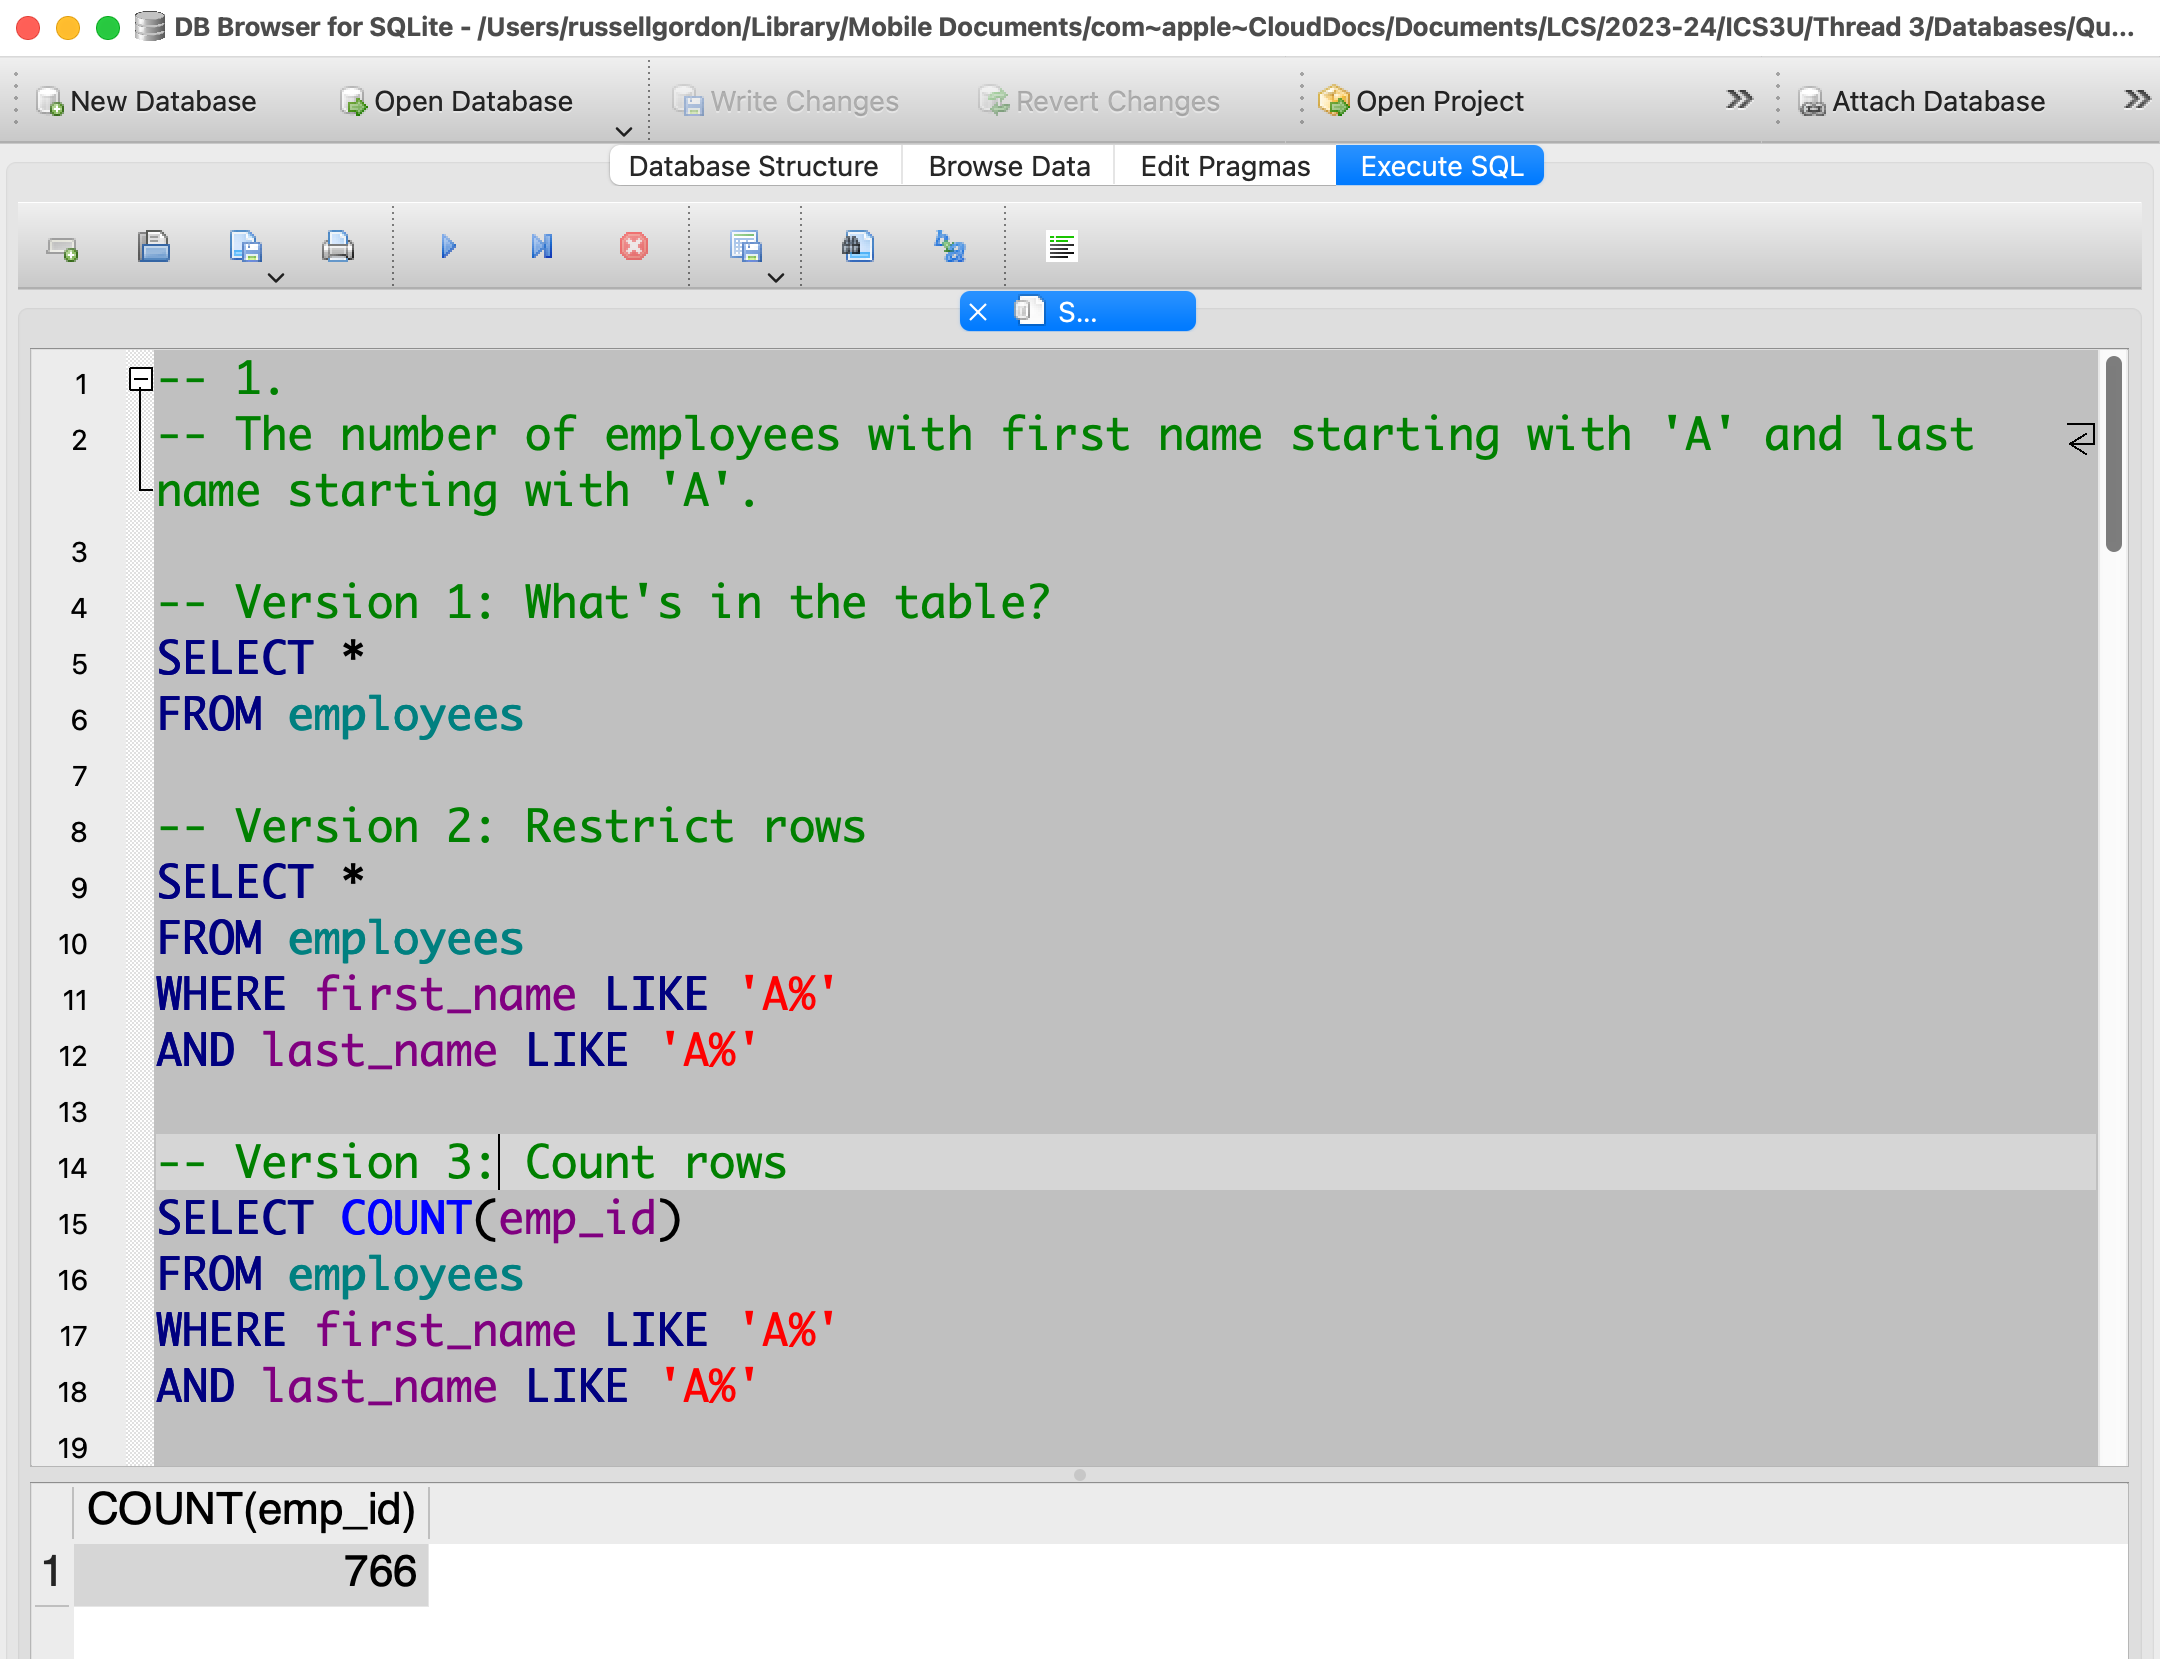 DB Browser for SQLite - /Users/russellgordon/Library/Mobile Documents/com~apple~CloudDocs/Documents/LCS/2023-24/ICS3U/Thread 3/Databases/Qu...
New Database Open Database Write Changes Revert Changes Open Project Attach Database
Database Structure Browse Data Edit Pragmas Execute SQL
S...
1 -- 1.
2 -- The number of employees with first name starting with 'A' and last
name starting with 'A'.
3
4 -- Version 1: What's in the table?
5 SELECT *
6 FROM employees
7
8 -- Version 2: Restrict rows
9 SELECT *
10 FROM employees
11 WHERE first_name LIKE 'A%'
12 AND last_name LIKE 'A%'
13
14 -- Version 3: Count rows
15 SELECT COUNT(emp_id)
16 FROM employees
17 WHERE first_name LIKE 'A%'
18 AND last_name LIKE 'A%'
19
COUNT(emp_id)
1 766